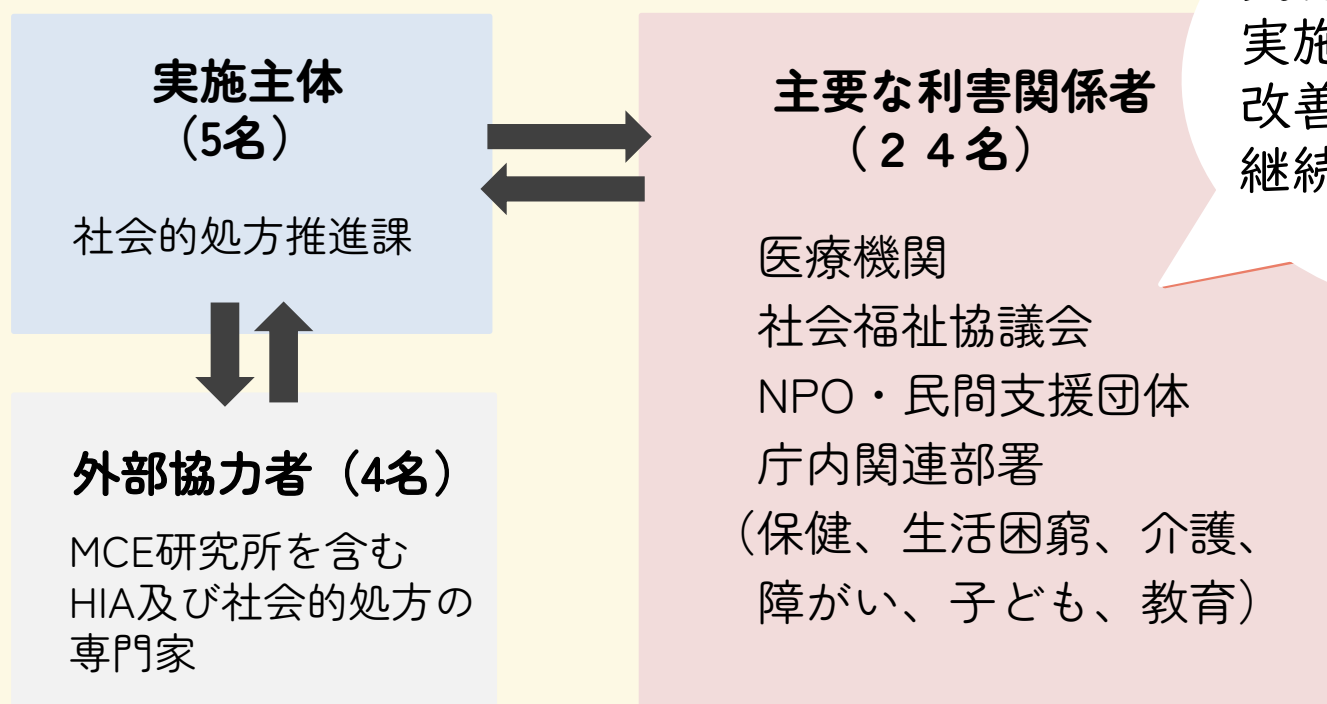 実施主体
（5名）
社会的処方推進課
外部協力者（4名）
MCE研究所を含む
HIA及び社会的処方の
専門家
主要な利害関係者
（２４名）
医療機関
社会福祉協議会
NPO・民間支援団体
庁内関連部署
（保健、生活困窮、介護、
障がい、子ども、教育）
実施
改善
継続